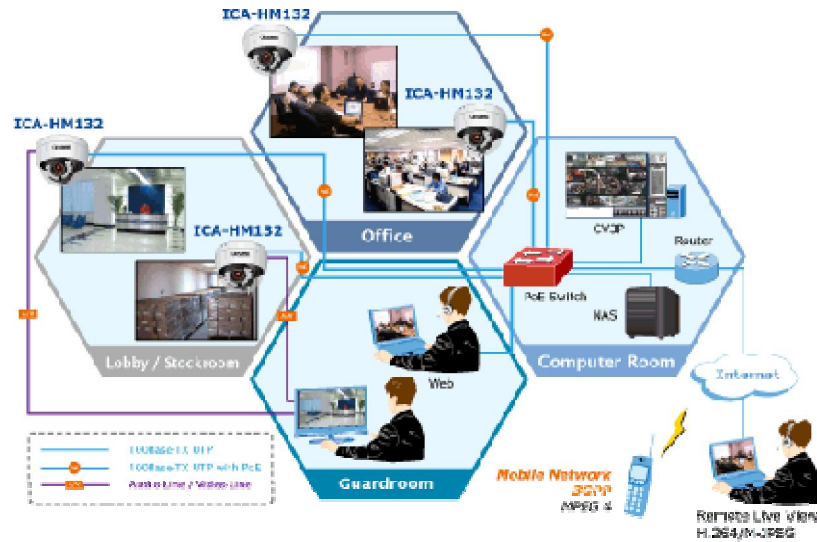 ICA-HM132
ICA-HM132
ICA-HM132
ICA-HM132
Office
Lobby / Stockroom
PoE Switch
Router
NAS
Computer Room
Web
Guardroom
Internet
100Base-TX UTP
100Base-TX UTP with PoE
Audio Line / Video Line
Mobile Network
3GPP
MPEG 4
Remote Live View
H.264/M-JPEG